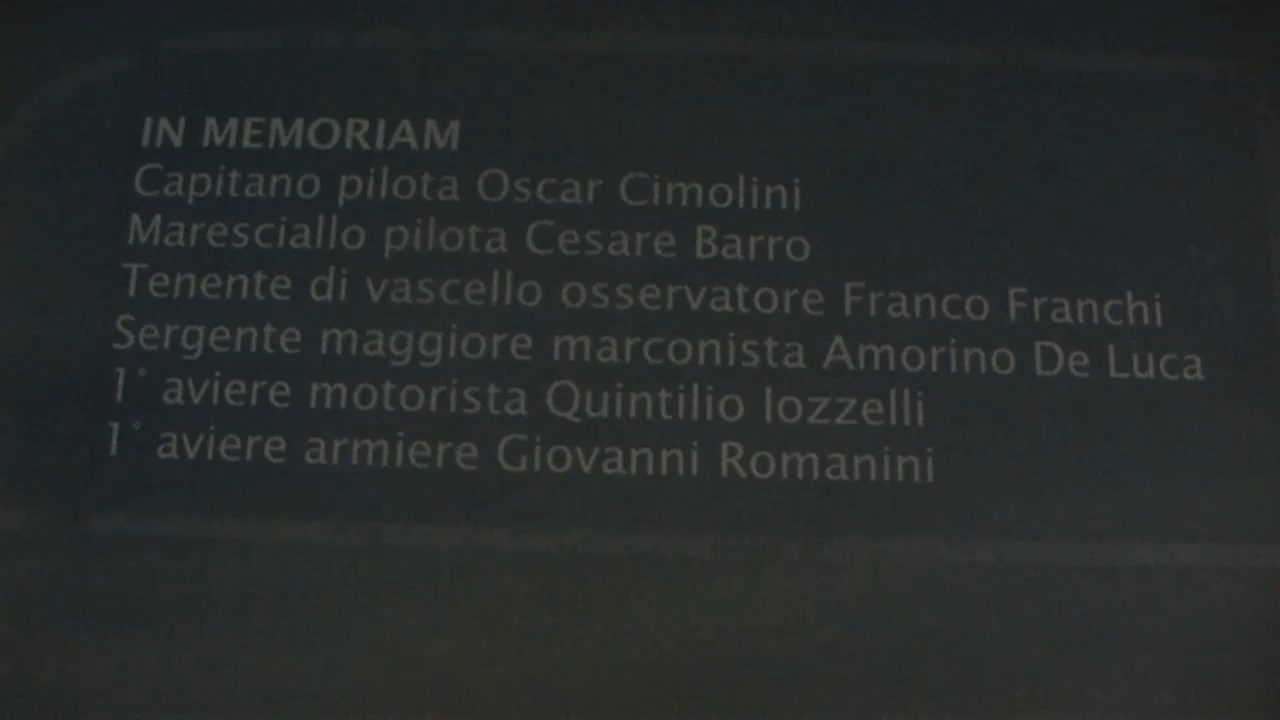 IN MEMORIAM
Capitano pilota Oscar Cimolini
Maresciallo pilota Cesare Barro
Tenente di vascello osservatore Franco Franchi
Sergente maggiore marconista Amorino De Luca
1° aviere motorista Quintilio Iozzelli
1° aviere armiere Giovanni Romanini